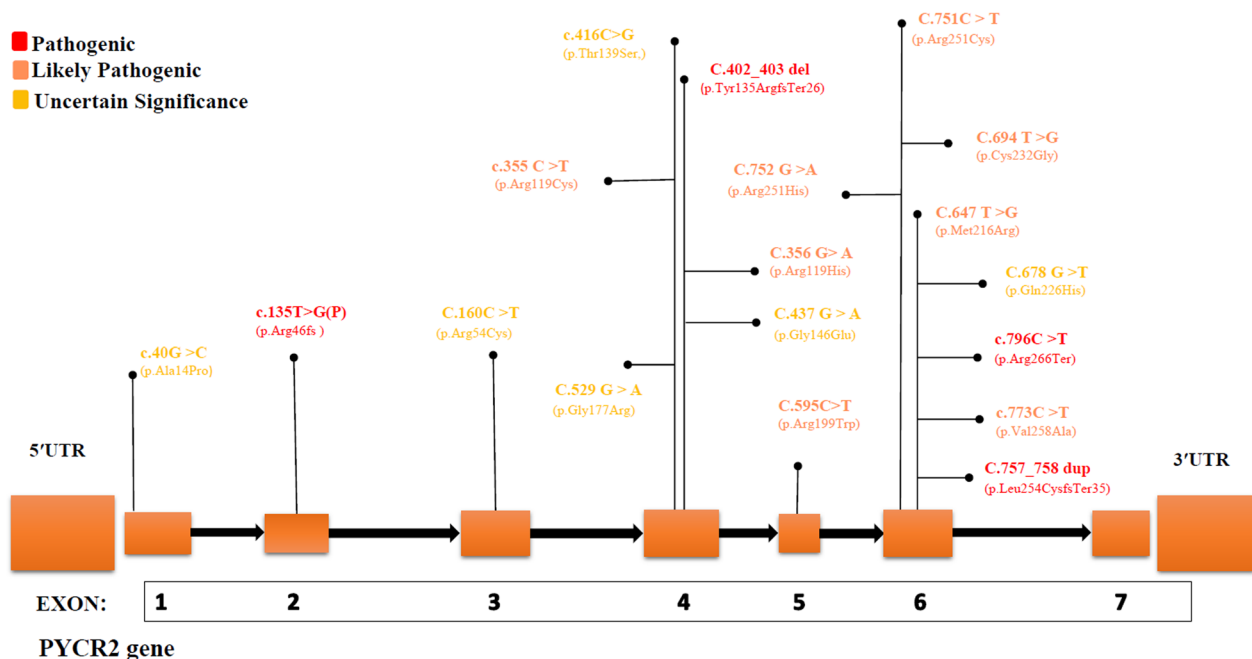 Pathogenic
Likely Pathogenic
Uncertain Significance
c.416C>G
(p.Thr139Ser,)
C.402_403 del
(p.Tyr135ArgfsTer26)
c.355 C >T
(p.Arg119Cys)
C.356 G> A
(p.Arg119His)
C.437 G > A
(p.Gly146Glu)
C.529 G > A
(p.Gly177Arg)
C.751C > T
(p.Arg251Cys)
C.694 T >G
(p.Cys232Gly)
C.752 G >A
(p.Arg251His)
C.647 T >G
(p.Met216Arg)
C.678 G >T
(p.Gln226His)
c.796C >T
(p.Arg266Ter)
c.773C >T
(p.Val258Ala)
C.757_758 dup
(p.Leu254CysfsTer35)
C.595C>T
(p.Arg199Trp)
C.160C >T
(p.Arg54Cys)
c.135T>G(P)
(p.Arg46fs )
c.40G >C
(p.Ala14Pro)
5'UTR
3'UTR
EXON: 1 2 3 4 5 6 7
PYCR2 gene